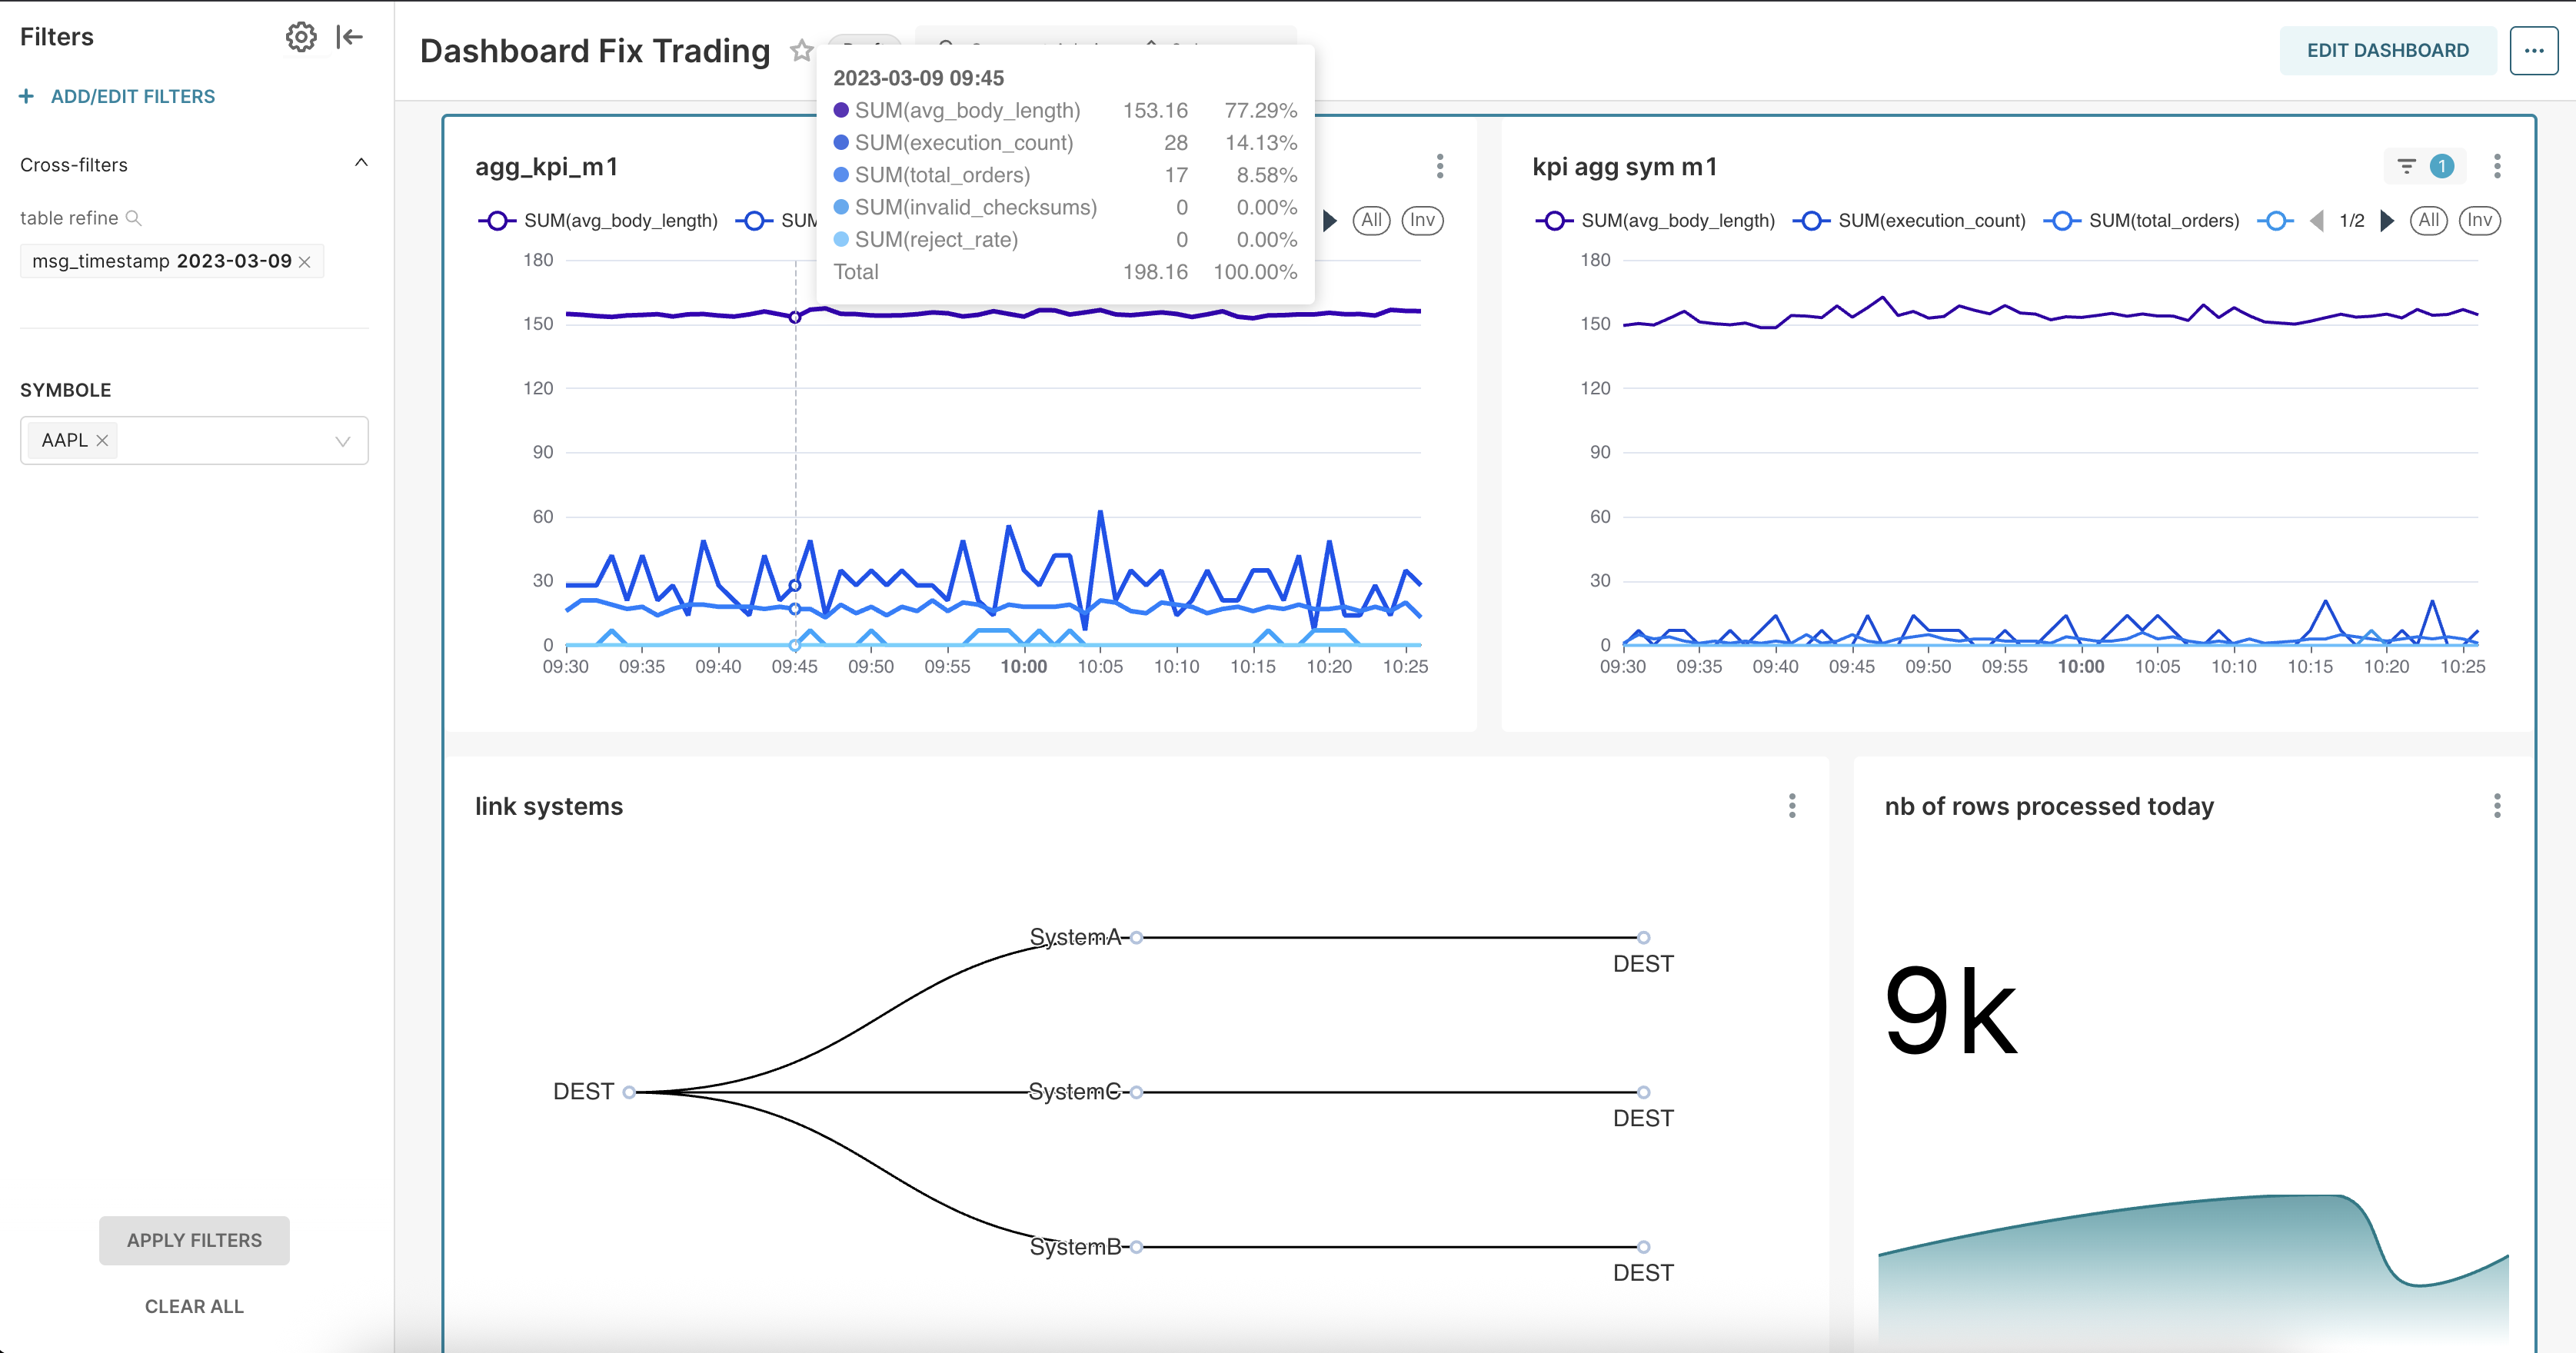 Filters
+ ADD/EDIT FILTERS
Cross-filters
table refine
msg_timestamp 2023-03-09
SYMBOLE
AAPL
APPLY FILTERS
CLEAR ALL
Dashboard Fix Trading
EDIT DASHBOARD
2023-03-09 09:45
SUM(avg_body_length) 153.16 77.29%
SUM(execution_count) 28 14.13%
SUM(total_orders) 17 8.58%
SUM(invalid_checksums) 0 0.00%
SUM(reject_rate) 0 0.00%
Total 198.16 100.00%
agg_kpi_m1
SUM(avg_body_length) SUM All Inv
180
150
120
90
60
30
0
09:30 09:35 09:40 09:45 09:50 09:55 10:00 10:05 10:10 10:15 10:20 10:25
kpi agg sym m1 1
SUM(avg_body_length) SUM(execution_count) SUM(total_orders) 1/2 All Inv
180
150
120
90
60
30
0
09:30 09:35 09:40 09:45 09:50 09:55 10:00 10:05 10:10 10:15 10:20 10:25
link systems
SystemA
DEST
DEST
SystemC
DEST
SystemB
DEST
nb of rows processed today
9k